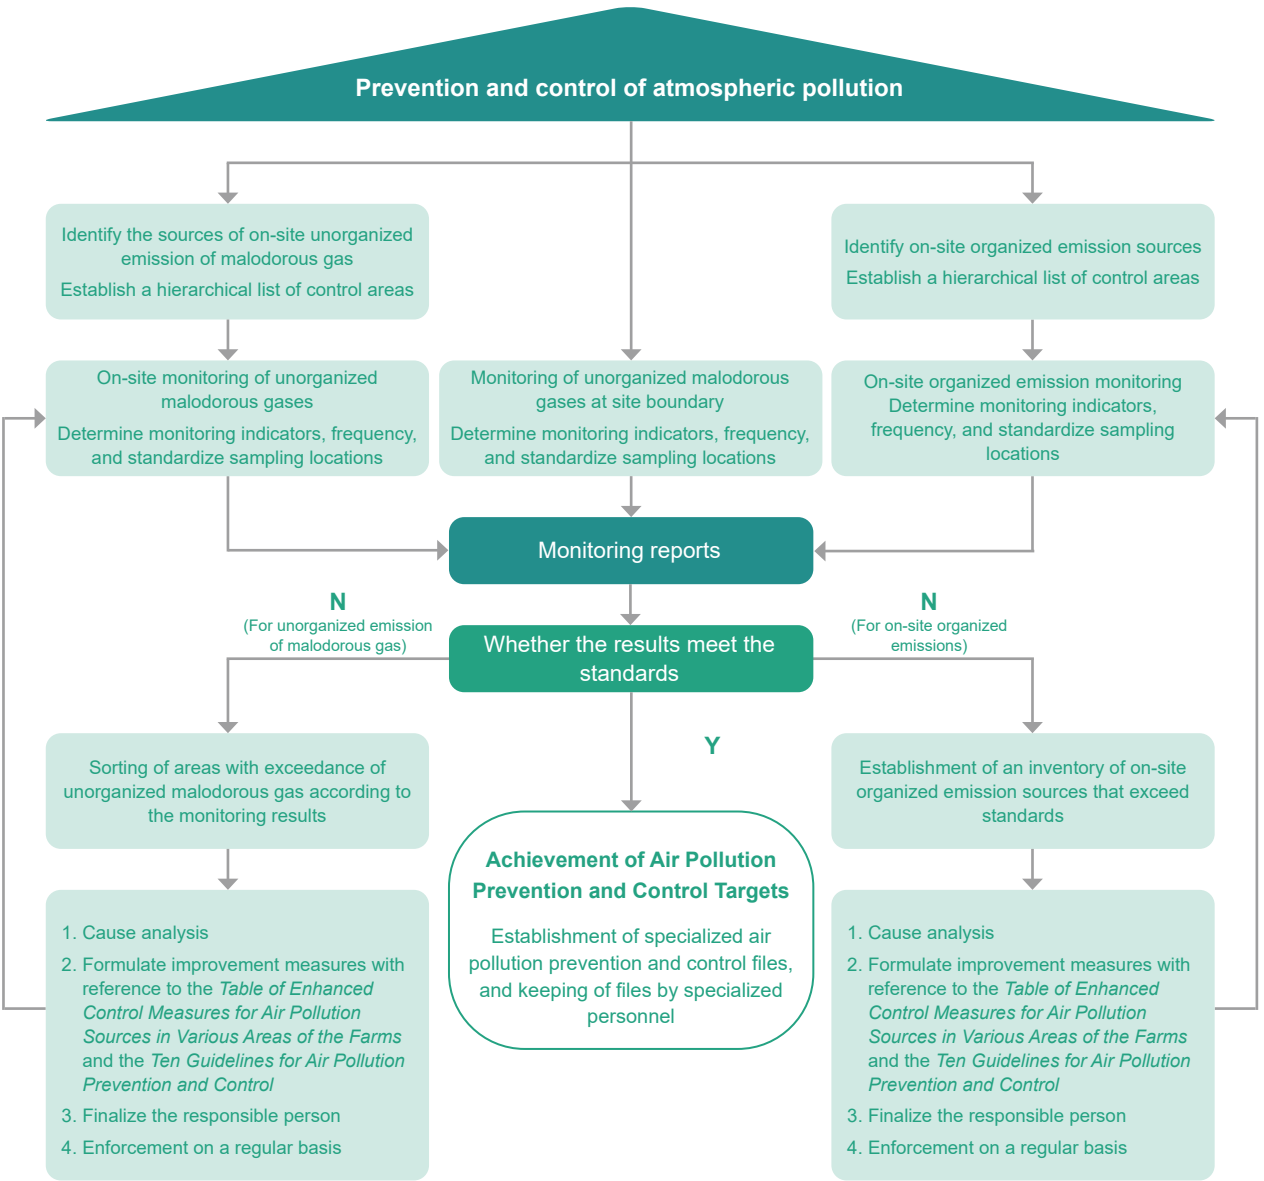 Prevention and control of atmospheric pollution
Identify the sources of on-site unorganized
emission of malodorous gas
Establish a hierarchical list of control areas
Identify on-site organized emission sources
Establish a hierarchical list of control areas
On-site monitoring of unorganized
malodorous gases
Determine monitoring indicators, frequency,
and standardize sampling locations
Monitoring of unorganized malodorous
gases at site boundary
Determine monitoring indicators, frequency,
and standardize sampling locations
On-site organized emission monitoring
Determine monitoring indicators,
frequency, and standardize sampling
locations
Monitoring reports
N
(For unorganized emission
of malodorous gas)
N
(For on-site organized
emissions)
Whether the results meet the
standards
Y
Sorting of areas with exceedance of
unorganized malodorous gas according to
the monitoring results
Establishment of an inventory of on-site
organized emission sources that exceed
standards
Achievement of Air Pollution
Prevention and Control Targets
Establishment of specialized air
pollution prevention and control files,
and keeping of files by specialized
personnel
1. Cause analysis
2. Formulate improvement measures with
reference to the Table of Enhanced
Control Measures for Air Pollution
Sources in Various Areas of the Farms
and the Ten Guidelines for Air Pollution
Prevention and Control
3. Finalize the responsible person
4. Enforcement on a regular basis
1. Cause analysis
2. Formulate improvement measures with
reference to the Table of Enhanced
Control Measures for Air Pollution
Sources in Various Areas of the Farms
and the Ten Guidelines for Air Pollution
Prevention and Control
3. Finalize the responsible person
4. Enforcement on a regular basis